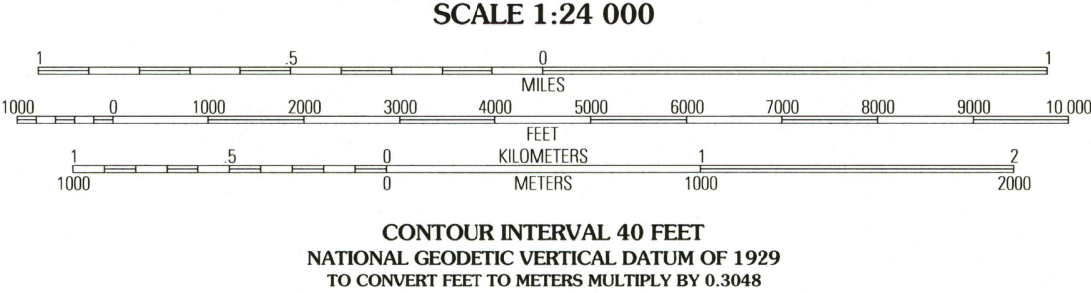 SCALE 1:24 000
1 .5 0 1
MILES
1000 0 1000 2000 3000 4000 5000 6000 7000 8000 9000 10 000
FEET
1 .5 0 KILOMETERS 1 2
1000 0 METERS 1000 2000
CONTOUR INTERVAL 40 FEET
NATIONAL GEODETIC VERTICAL DATUM OF 1929
TO CONVERT FEET TO METERS MULTIPLY BY 0.3048